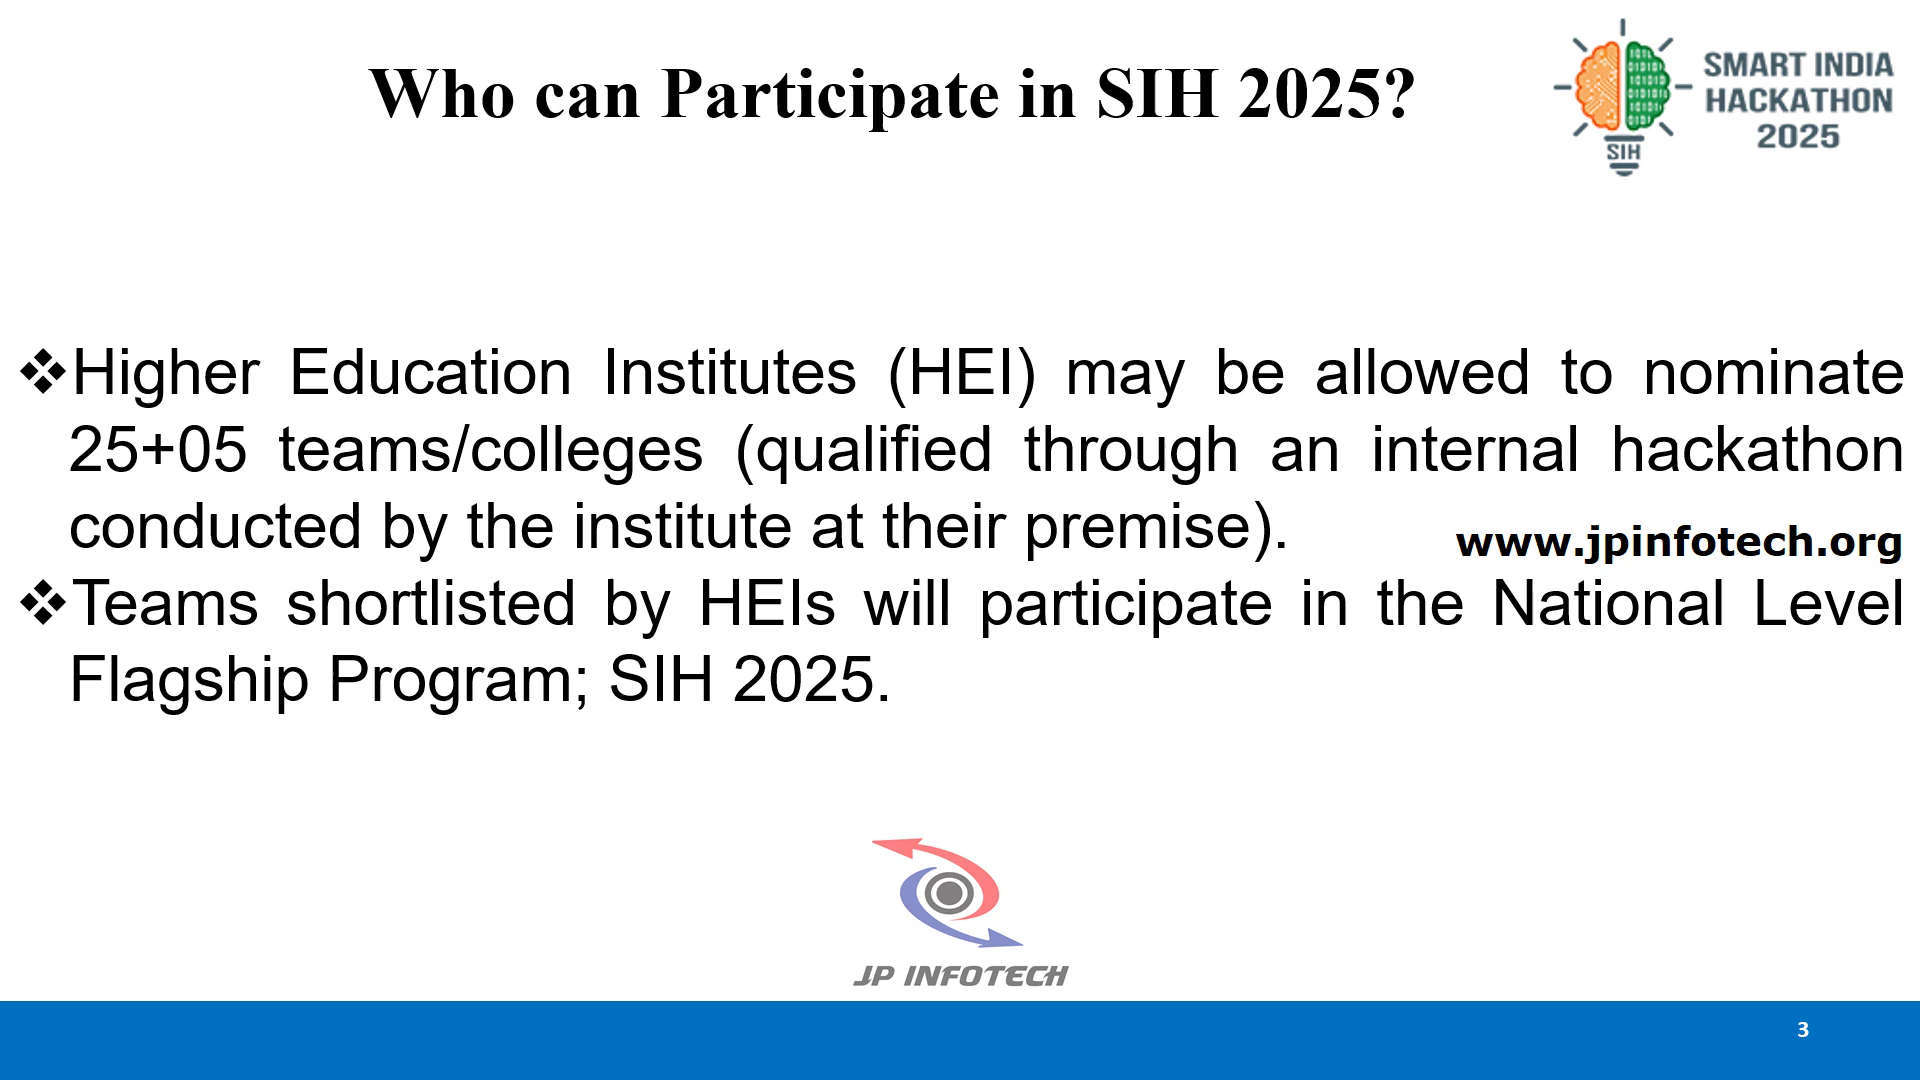 Who can Participate in SIH 2025?
SMART INDIA
HACKATHON
2025
SIH
❖Higher Education Institutes (HEI) may be allowed to nominate
25+05 teams/colleges (qualified through an internal hackathon
conducted by the institute at their premise).
www.jpinfotech.org
❖Teams shortlisted by HEIs will participate in the National Level
Flagship Program; SIH 2025.
JP INFOTECH
3